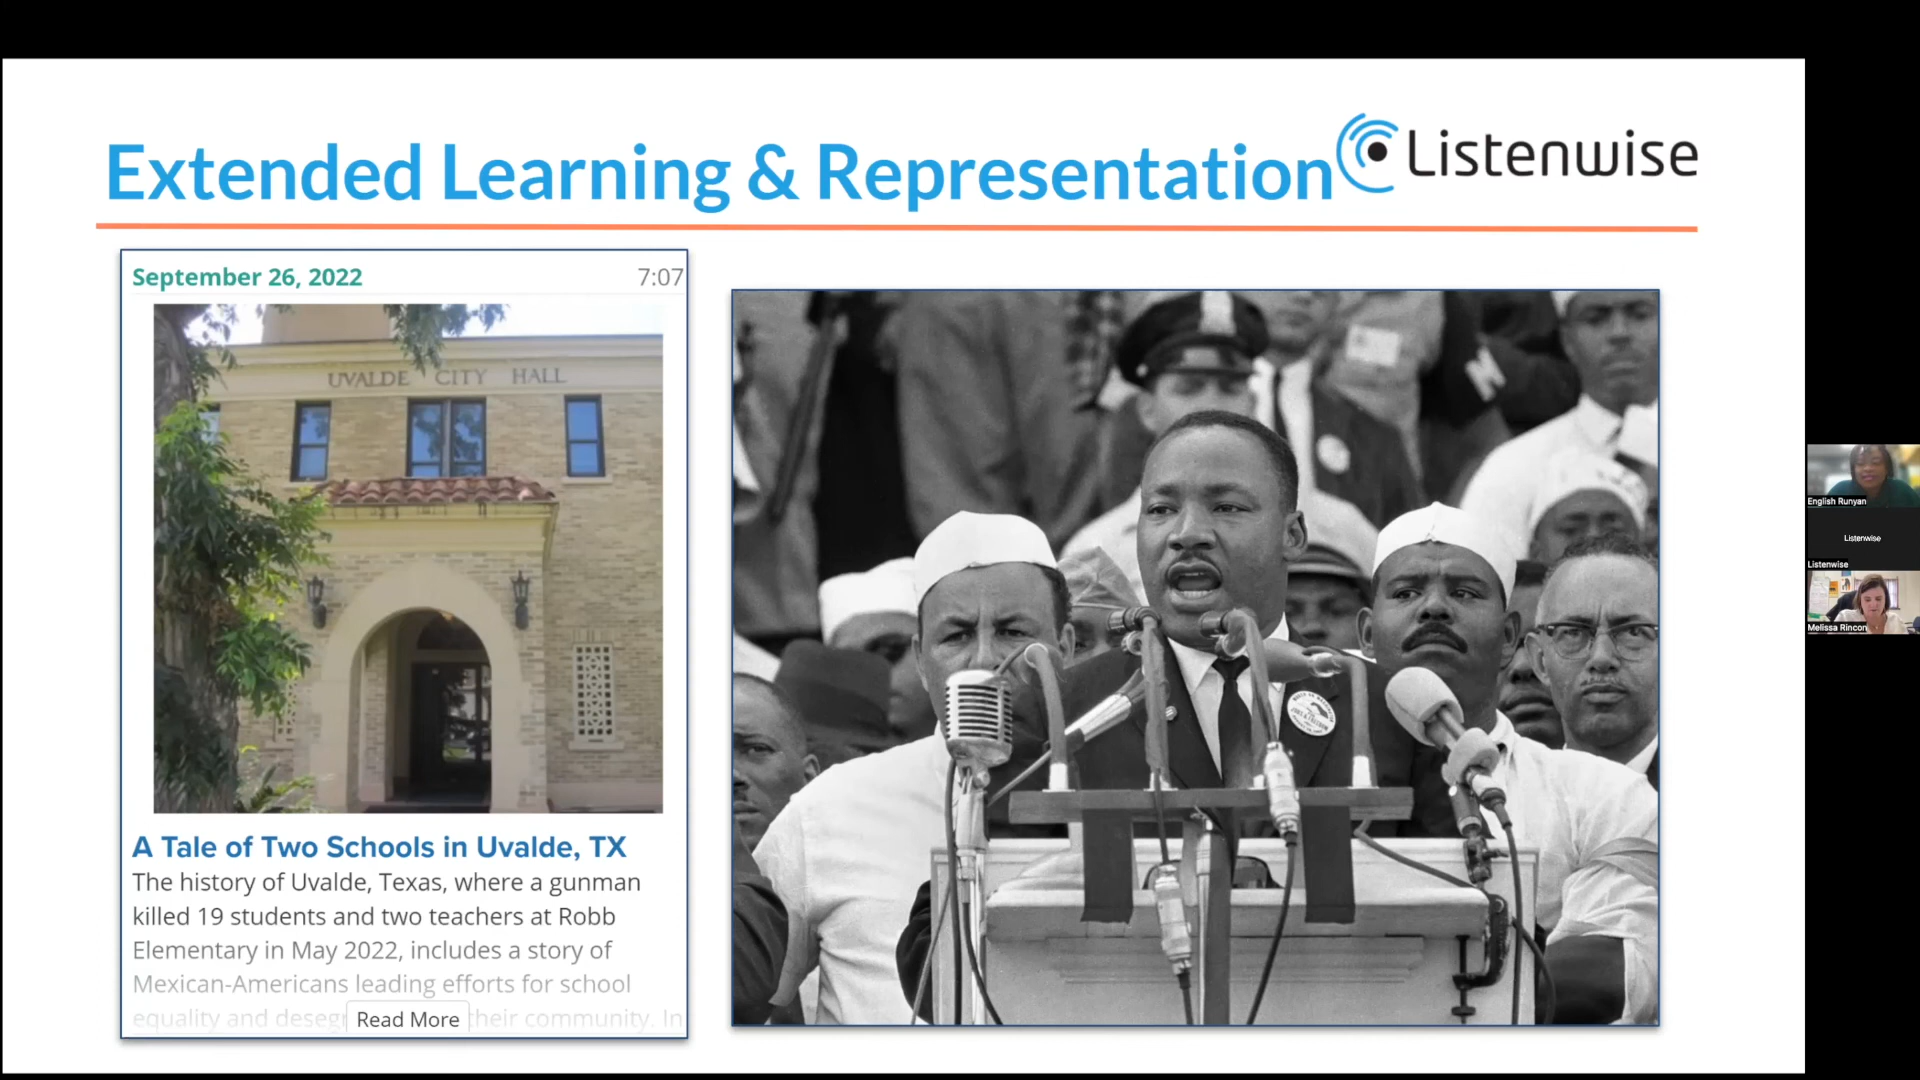 Extended Learning & Representation
Listenwise
September 26, 2022
7:07
UVALDE CITY HALL
A Tale of Two Schools in Uvalde, TX
The history of Uvalde, Texas, where a gunman
killed 19 students and two teachers at Robb
Elementary in May 2022, includes a story of
Mexican-Americans leading efforts for school
equality and their community. In
Read More
English Runyan
Listenwise
Listenwise
Melissa Rincon